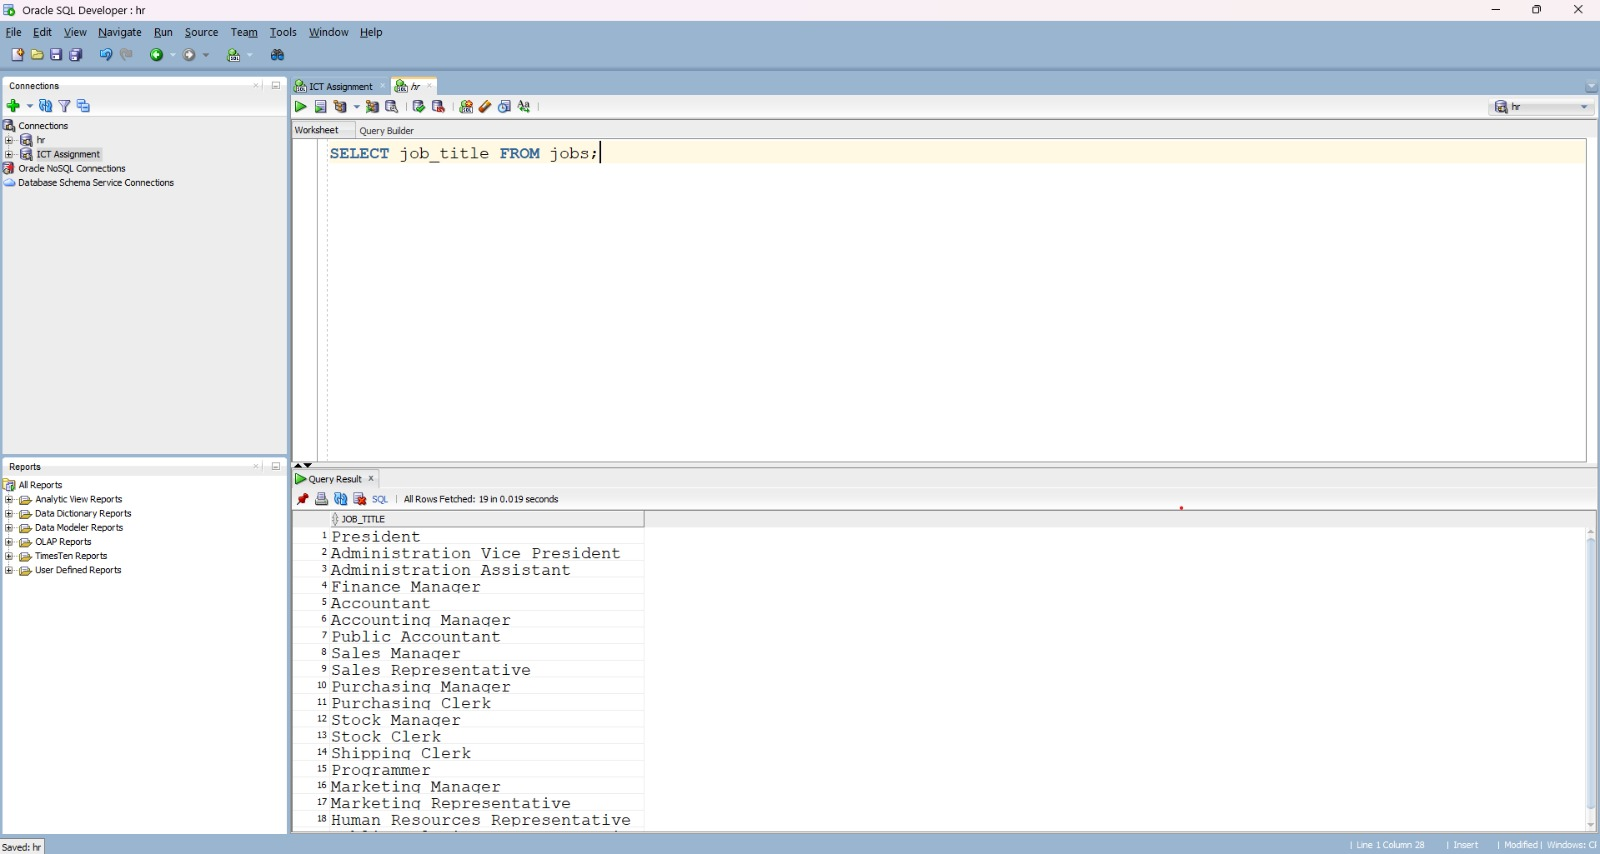 Oracle SQL Developer : hr
File Edit View Navigate Run Source Team Tools Window Help
Connections
Connections
hr
ICT Assignment
Oracle NoSQL Connections
Database Schema Service Connections
Reports
All Reports
Analytic View Reports
Data Dictionary Reports
Data Modeler Reports
OLAP Reports
TimesTen Reports
User Defined Reports
ICT Assignment hr
hr
Worksheet Query Builder
SELECT job_title FROM jobs;
Query Result
SQL All Rows Fetched: 19 in 0.019 seconds
JOB_TITLE
1 President
2 Administration Vice President
3 Administration Assistant
4 Finance Manager
5 Accountant
6 Accounting Manager
7 Public Accountant
8 Sales Manager
9 Sales Representative
10 Purchasing Manager
11 Purchasing Clerk
12 Stock Manager
13 Stock Clerk
14 Shipping Clerk
15 Programmer
16 Marketing Manager
17 Marketing Representative
18 Human Resources Representative
Saved: hr
| Line 1 Column 28 | Insert | Modified | Windows: Cl